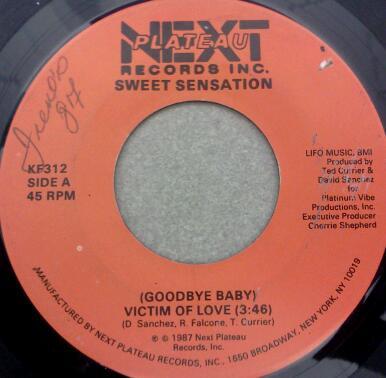 NEXT
PLATEAU
RECORDS INC.
SWEET SENSATION
87
KF312
SIDE A
45 RPM
LIFO MUSIC, BMI
Produced by
Ted Currier &
David Sanchez
for
Platinum Vibe
Productions, Inc.
Executive Producer
Cherrie Shepherd
(GOODBYE BABY)
VICTIM OF LOVE (3:46)
(D. Sanchez, R. Falcone, T. Currier)
℗ © 1987 Next Plateau
Records, Inc.
MANUFACTURED BY NEXT PLATEAU RECORDS, INC., 1650 BROADWAY, NEW YORK, NY 10019